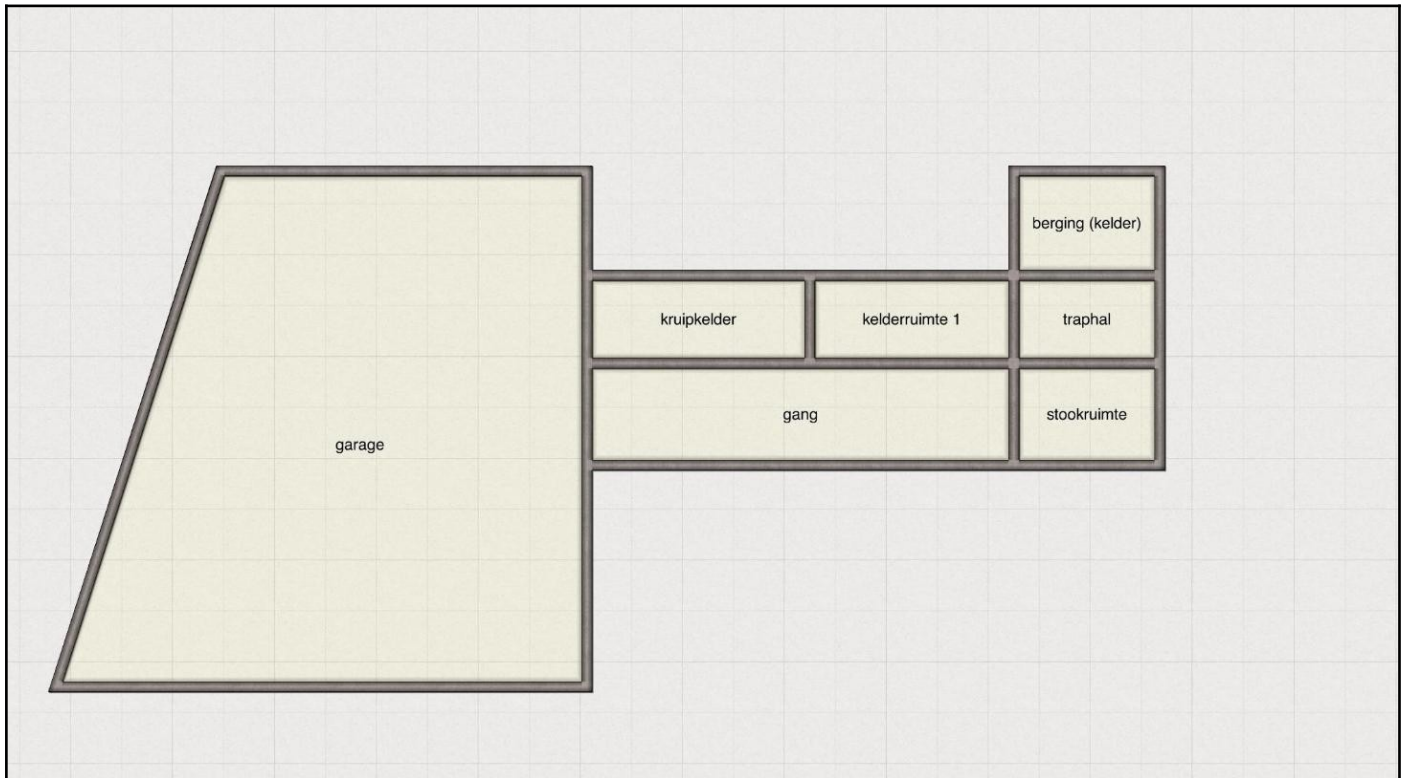 berging (kelder)
kruipkelder
kelderruimte 1
traphal
gang
stookruimte
garage